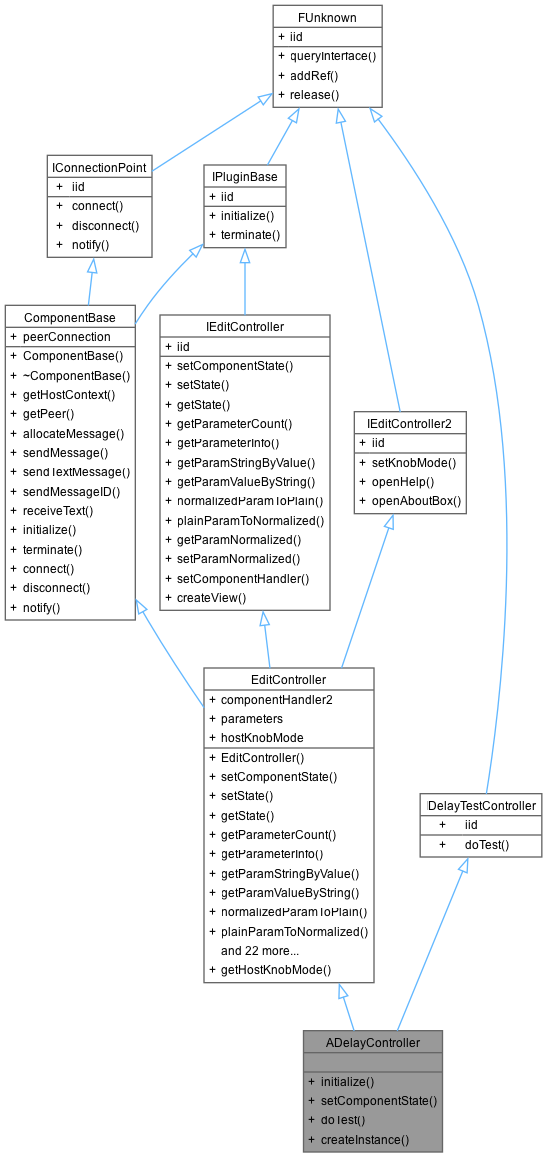 FUnknown
+ iid
+ queryInterface()
+ addRef()
+ release()
IConnectionPoint
+ iid
+ connect()
+ disconnect()
+ notify()
IPluginBase
+ iid
+ initialize()
+ terminate()
ComponentBase
+ peerConnection
+ ComponentBase()
+ ~ComponentBase()
+ getHostContext()
+ getPeer()
+ allocateMessage()
+ sendMessage()
+ sendTextMessage()
+ sendMessageID()
+ receiveText()
+ initialize()
+ terminate()
+ connect()
+ disconnect()
+ notify()
IEditController
+ iid
+ setComponentState()
+ setState()
+ getState()
+ getParameterCount()
+ getParameterInfo()
+ getParamStringByValue()
+ getParamValueByString()
+ normalizedParamToPlain()
+ plainParamToNormalized()
+ getParamNormalized()
+ setParamNormalized()
+ setComponentHandler()
+ createView()
IEditController2
+ iid
+ setKnobMode()
+ openHelp()
+ openAboutBox()
EditController
+ componentHandler2
+ parameters
+ hostKnobMode
+ EditController()
+ setComponentState()
+ setState()
+ getState()
+ getParameterCount()
+ getParameterInfo()
+ getParamStringByValue()
+ getParamValueByString()
+ normalizedParamToPlain()
+ plainParamToNormalized()
and 22 more...
+ getHostKnobMode()
IDelayTestController
+ iid
+ doTest()
ADelayController
+ initialize()
+ setComponentState()
+ doTest()
+ createInstance()